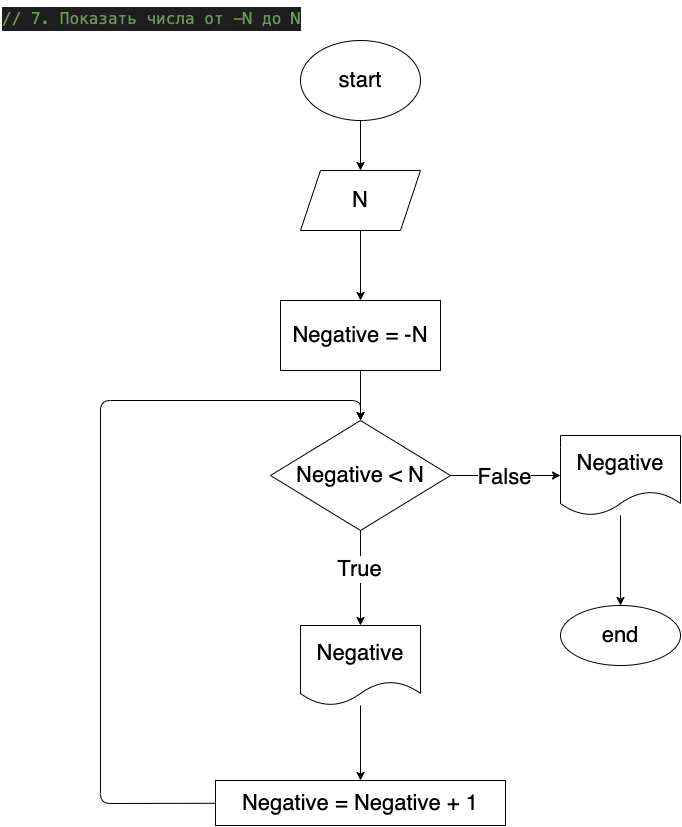 // 7. Показать числа от –N до N
start
N
Negative = -N
Negative < N
False
Negative
True
end
Negative
Negative = Negative + 1